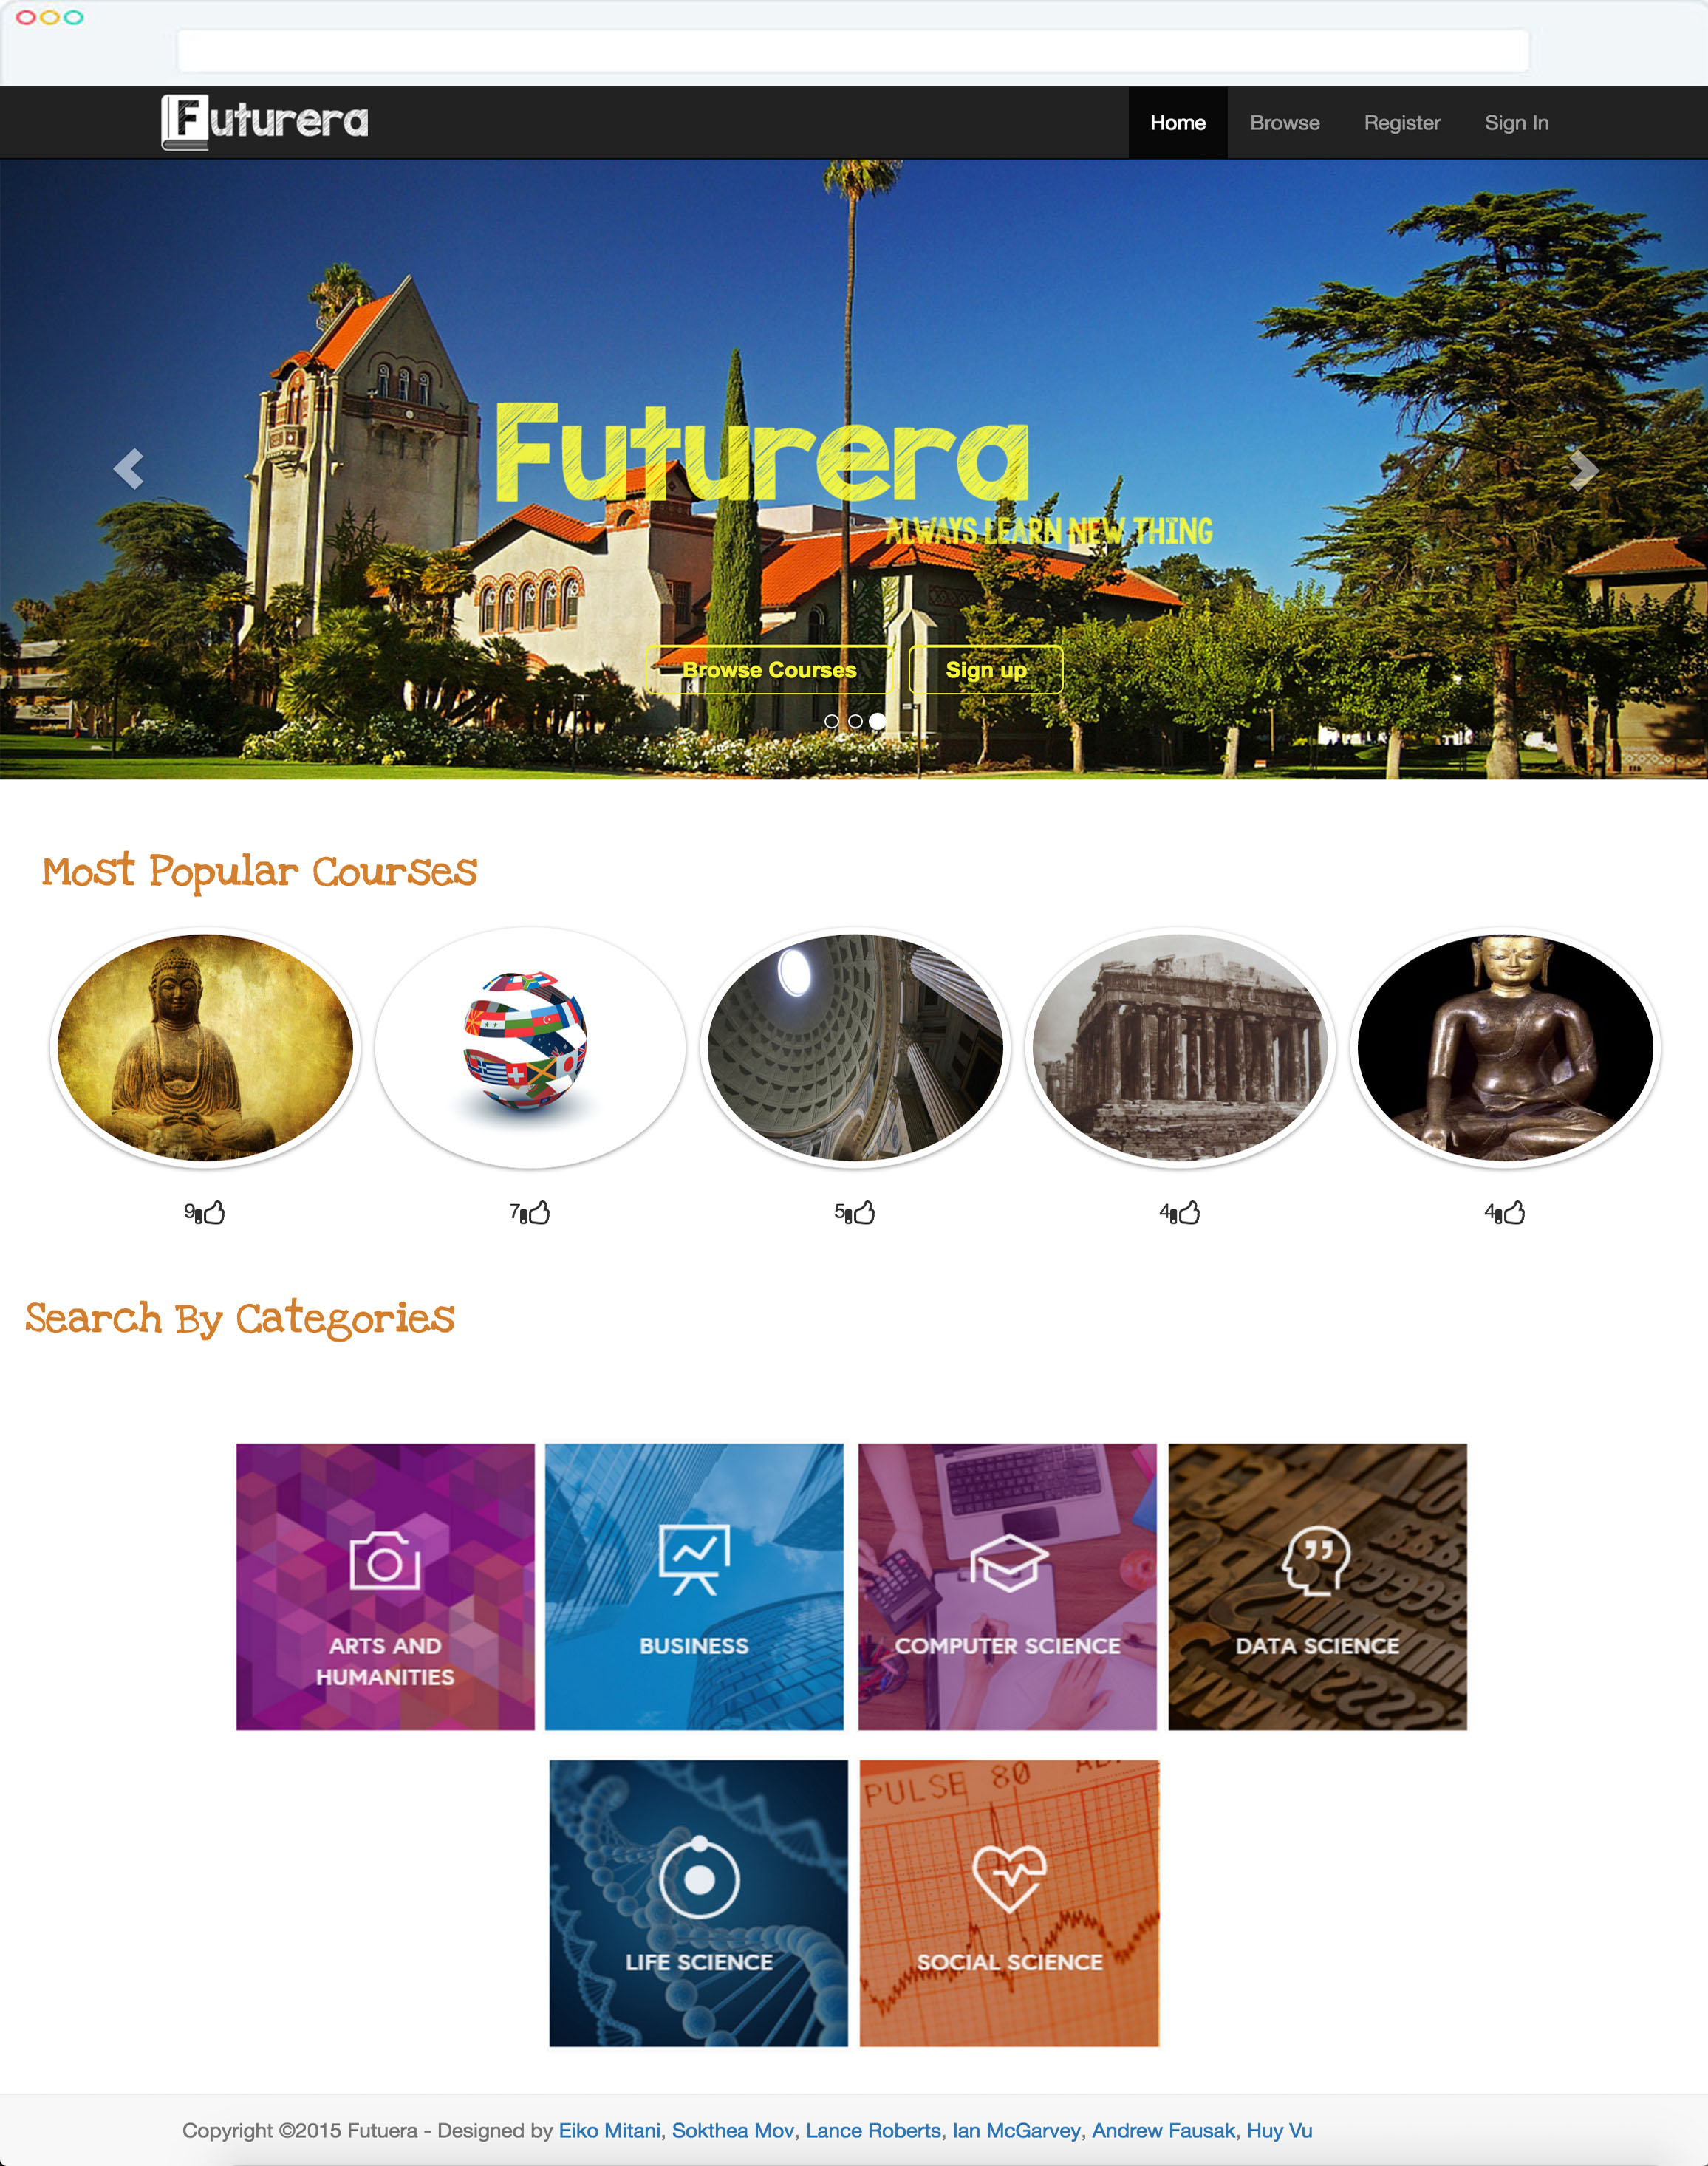 Futurera
Home Browse Register Sign In
Futurera
ALWAYS LEARN NEW THING
Browse Courses Sign up
Most Popular Courses
9 7 5 4 4
Search By Categories
ARTS AND
HUMANITIES
BUSINESS
COMPUTER SCIENCE
DATA SCIENCE
PULSE 80
LIFE SCIENCE
SOCIAL SCIENCE
Copyright ©2015 Futuera - Designed by Eiko Mitani, Sokthea Mov, Lance Roberts, Ian McGarvey, Andrew Fausak, Huy Vu